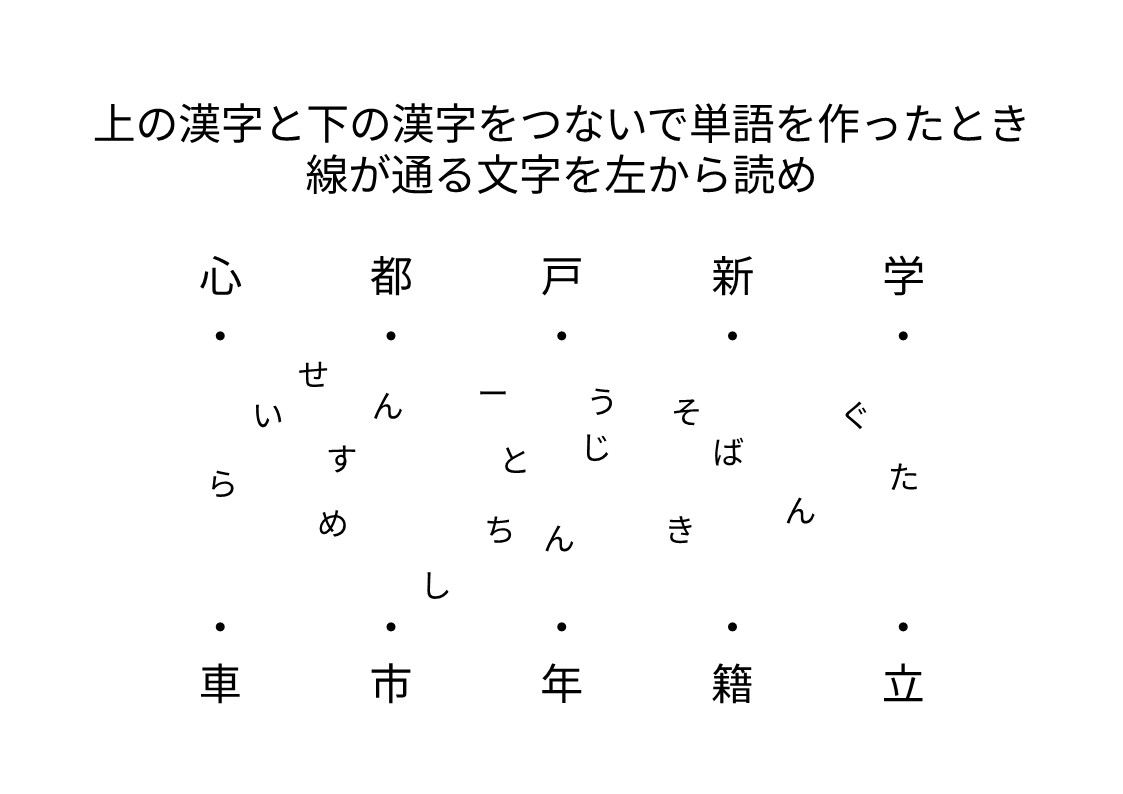 上の漢字と下の漢字をつないで単語を作ったとき
線が通る文字を左から読め
心 都 戸 新 学
・ ・ ・ ・ ・
せ
い ん ー う そ ぐ
す と じ ば
ら た
め ち ん き ん
し
・ ・ ・ ・ ・
車 市 年 籍 立